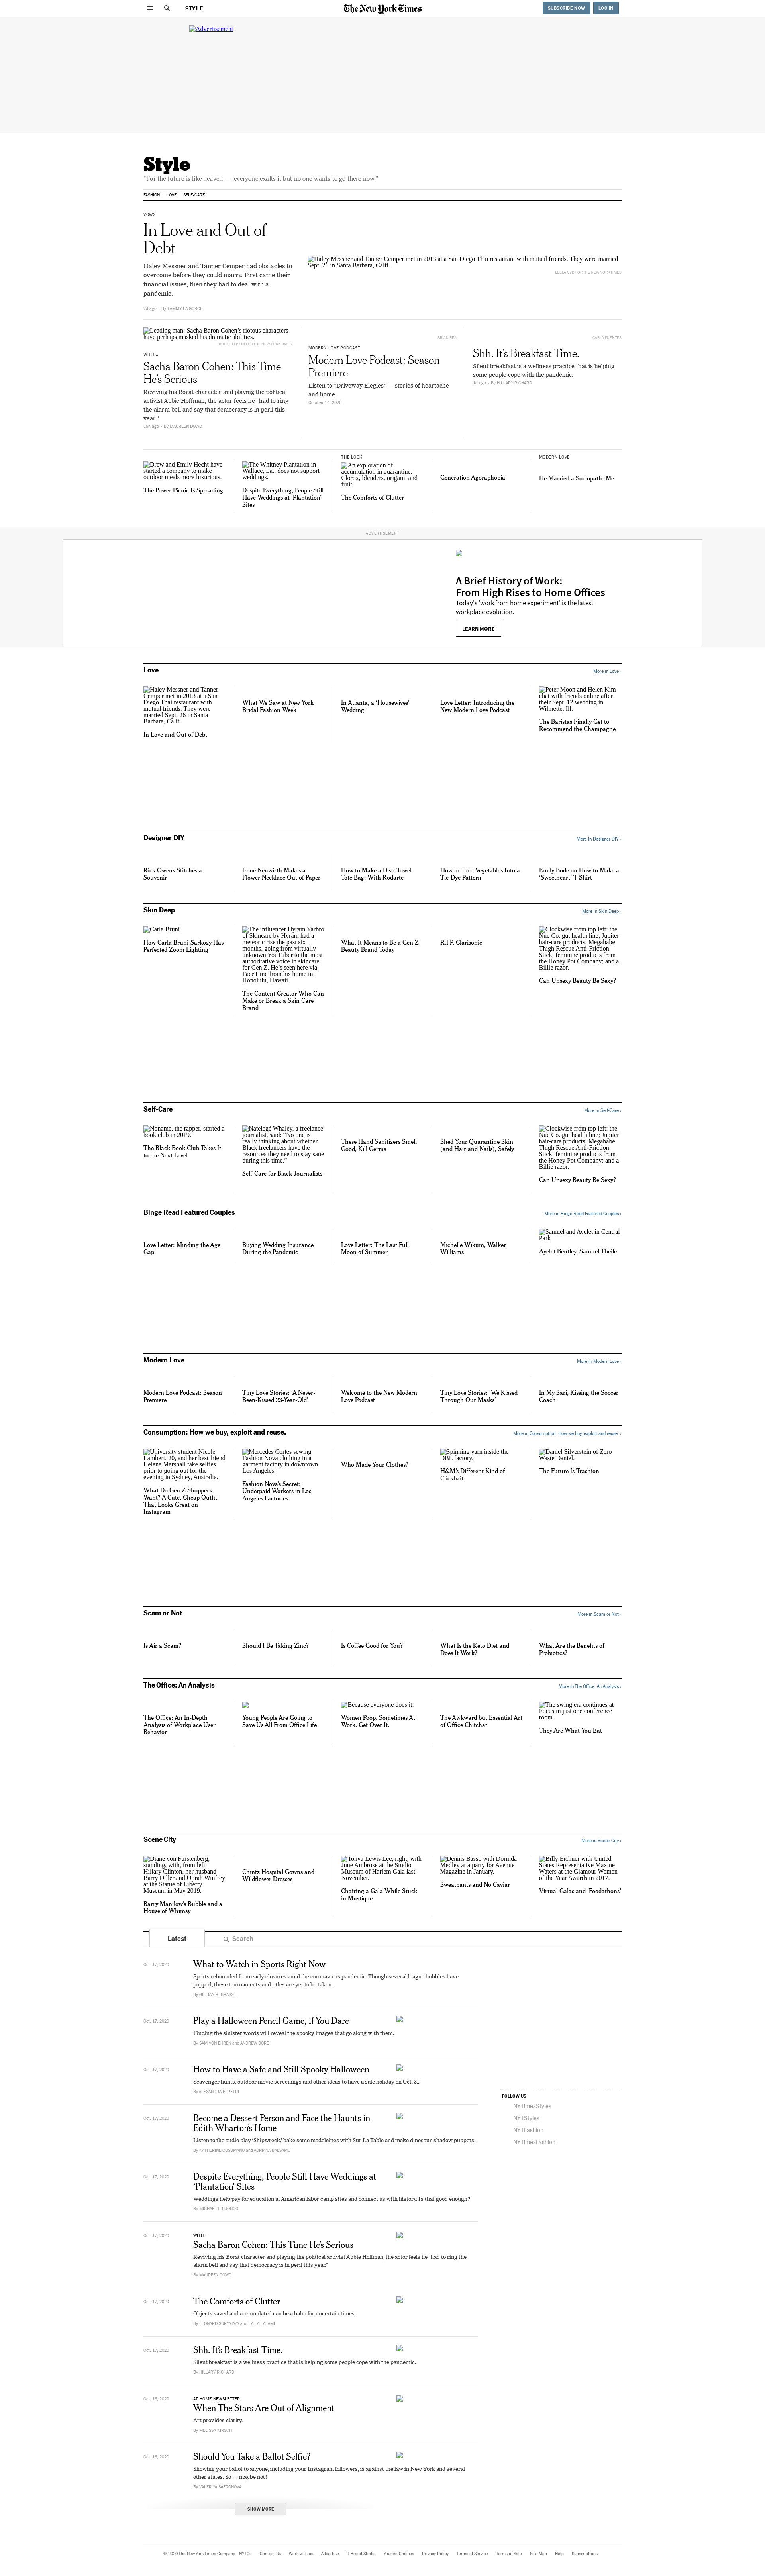 STYLE
The New York Times
SUBSCRIBE NOW
LOG IN
Advertisement
Style
"For the future is like heaven — everyone exalts it but no one wants to go there now."
FASHION
LOVE
SELF-CARE
VOWS
In Love and Out of
Debt
Haley Messmer and Tanner Cemper had obstacles to
overcome before they could marry. First came their
financial issues, then they had to deal with a
pandemic.
By TAMMY LA GORCE
Haley Messmer and Tanner Cemper met in 2013 at a San Diego Thai restaurant with mutual friends. They were married
Sept. 26 in Santa Barbara, Calif.
Leading man: Sacha Baron Cohen's riotous characters
have perhaps masked his dramatic abilities.
WITH ...
Sacha Baron Cohen: This Time
He's Serious
Reviving his Borat character and playing the political
activist Abbie Hoffman, the actor feels he "had to ring
the alarm bell and say that democracy is in peril this
year."
By MAUREEN DOWD
MODERN LOVE PODCAST
Modern Love Podcast: Season
Premiere
Listen to "Driveway Elegies" — stories of heartache
and home.
October 14, 2020
Shh. It's Breakfast Time.
Silent breakfast is a wellness practice that is helping
some people cope with the pandemic.
1d ago - By HILLARY RICHARD
Drew and Emily Hecht have
started a company to make
outdoor meals more luxurious.
The Power Picnic Is Spreading
The Whitney Plantation in
Wallace, La., does not support
weddings.
Despite Everything, People Still
Have Weddings at 'Plantation'
Sites
THE LOOK
An exploration of
accumulation in quarantine and
Clorox, blenders, origami and
fruit.
The Comforts of Clutter
Generation Agoraphobia
MODERN LOVE
He Married a Sociopath: Me
ADVERTISEMENT
A Brief History of Work:
From High Rises to Home Offices
Today's 'work from home experiment' is the latest
workplace evolution.
LEARN MORE
Love
More in Love ›
Haley Messmer and Tanner
Cemper met in 2013 at a San
Diego Thai restaurant with
mutual friends. They were
married Sept. 26 in Santa
Barbara, Calif.
In Love and Out of Debt
What We Saw at New York
Bridal Fashion Week
In Atlanta, a 'Housewives'
Wedding
Love Letter: Introducing the
New Modern Love Podcast
Peter Moon and Helen Kim
chat with friends online after
their Sept. 12 wedding in
Wilmette, Ill.
The Baristas Finally Get to
Recommend the Champagne
Designer DIY
More in Designer DIY ›
Rick Owens Stitches a
Souvenir
Irene Neuwirth Makes a
Flower Necklace Out of Paper
How to Make a Dish Towel
Tote Bag, With Rodarte
How to Turn Vegetables Into a
Tie-Dye Pattern
Emily Bode on How to Make a
'Sweetheart' T-Shirt
Skin Deep
More in Skin Deep ›
Carla Bruni
How Carla Bruni-Sarkozy Has
Perfected Zoom Lighting
The influencer Hyram Yarbro
of Skincare by Hyram had a
meteoric rise the past six
months, going from virtually
unknown YouTuber to the most
authoritative voice in skincare
for Gen Z. He's seen here via
FaceTime from his home in
Honolulu, Hawaii.
The Content Creator Who Can
Make or Break a Skin Care
Brand
What It Means to Be a Gen Z
Beauty Brand Today
R.I.P. Clarisonic
Clockwise from top left: the
Nue Co. gut health line; Jupiter
hair-care products; Megababe
Thigh Rescue Anti-Friction
Stick; feminine products from
the Honey Pot Company; and a
Billie razor.
Can Unsexy Beauty Be Sexy?
Self-Care
More in Self-Care ›
Noname, the rapper, started a
book club in 2019.
The Black Book Club Takes It
to the Next Level
Natelegé Whaley, a freelance
journalist, said: "No one is
really thinking about whether
Black freelancers have the
resources they need to stay sane
during this time."
Self-Care for Black Journalists
These Hand Sanitizers Smell
Good, Kill Germs
Shed Your Quarantine Skin
(and Hair and Nails), Safely
Clockwise from top left: the
Nue Co. gut health line; Jupiter
hair-care products; Megababe
Thigh Rescue Anti-Friction
Stick; feminine products from
the Honey Pot Company; and a
Billie razor.
Can Unsexy Beauty Be Sexy?
Binge Read Featured Couples
More in Binge Read Featured Couples ›
Love Letter: Minding the Age
Gap
Buying Wedding Insurance
During the Pandemic
Love Letter: The Last Full
Moon of Summer
Michelle Wikum, Walker
Williams
Samuel and Ayelet in Central
Park
Ayelet Bentley, Samuel Tbeile
Modern Love
More in Modern Love ›
Modern Love Podcast: Season
Premiere
Tiny Love Stories: 'A Never-
Been-Kissed 23-Year-Old'
Welcome to the New Modern
Love Podcast
Tiny Love Stories: 'We Kissed
Through Our Masks'
In My Sari, Kissing the Soccer
Coach
Consumption: How we buy, exploit and reuse.
More in Consumption: How we buy, exploit and reuse. ›
University student Nicole
Lambert, 20, and her best friend
Helena Marshall take selfies
prior to going out for the
evening in Sydney, Australia.
What Do Gen Z Shoppers
Want? A Cute, Cheap Outfit
That Looks Great on
Instagram
Mercedes Cortes sewing
Fashion Nova clothing in a
garment factory in downtown
Los Angeles.
Fashion Nova's Secret:
Underpaid Workers in Los
Angeles Factories
Who Made Your Clothes?
Spinning yarn inside the
DBL factory.
H&M's Different Kind of
Clickbait
Daniel Silverstein of Zero
Waste Daniel.
The Future Is Trashion
Scam or Not
More in Scam or Not ›
Is Air a Scam?
Should I Be Taking Zinc?
Is Coffee Good for You?
What Is the Keto Diet and
Does It Work?
What Are the Benefits of
Probiotics?
The Office: An Analysis
More in The Office: An Analysis ›
The Office: An In-Depth
Analysis of Workplace User
Behavior
Young People Are Going to
Save Us All From Office Life
Because everyone does it.
Women Poop. Sometimes At
Work. Get Over It.
The Awkward but Essential Art
of Office Chitchat
The swing era continues at
Focus in just one conference
room.
They Are What You Eat
Scene City
More in Scene City ›
Diane von Furstenberg,
standing, with, from left,
Hillary Clinton, her husband
Barry Diller and Oprah Winfrey
at the Statue of Liberty
Museum in May 2019.
Barry Manilow's Bubble and a
House of Whimsy
Chintz Hospital Gowns and
Wildflower Dresses
Tonya Lewis Lee, right, with
June Ambrose at the Studio
Museum of Harlem Gala last
November.
Chairing a Gala While Stuck
in Mustique
Dennis Basso with Dorinda
Medley at a party for Avenue
Magazine in January.
Sweatpants and No Caviar
Billy Eichner with United
States Representative Maxine
Waters at the Glamour Women
of the Year Awards in 2017.
Virtual Galas and 'Foodathons'
Latest
Search
Oct. 17, 2020
What to Watch in Sports Right Now
Sports rebounded from early closures amid the coronavirus pandemic. Though several league bubbles have
popped, these tournaments and titles are yet to be taken.
By GILLIAN R. BRASSIL
Oct. 17, 2020
Play a Halloween Pencil Game, if You Dare
Finding the sinister words will reveal the spooky images that go along with them.
By SAM VON EHREN and ANDREW SORE
Oct. 17, 2020
How to Have a Safe and Still Spooky Halloween
Scavenger hunts, outdoor movie screenings and other ideas to have a safe holiday on Oct. 31.
By ALEXANDRA E. PETRI
Oct. 17, 2020
Become a Dessert Person and Face the Haunts in
Edith Wharton's Home
Listen to the audio play 'Shipwreck,' bake some madeleines with Sur La Table and make dinosaur-shadow puppets.
By KATHERINE CUSUMANO and ADRIANA BALSAMO
Oct. 17, 2020
Despite Everything, People Still Have Weddings at
'Plantation' Sites
Weddings help pay for education at American labor camp sites and connect us with history. Is that good enough?
By MICHAEL T. LUONGO
Oct. 17, 2020
WITH ...
Sacha Baron Cohen: This Time He's Serious
Reviving his Borat character and playing the political activist Abbie Hoffman, the actor feels he "had to ring the
alarm bell and say that democracy is in peril this year."
By MAUREEN DOWD
Oct. 17, 2020
The Comforts of Clutter
Objects saved and accumulated can be a balm for uncertain times.
Oct. 17, 2020
Shh. It's Breakfast Time.
Silent breakfast is a wellness practice that is helping some people cope with the pandemic.
By HILLARY RICHARD
Oct. 16, 2020
AT HOME NEWSLETTER
When The Stars Are Out of Alignment
Art provides clarity.
By MELISSA KIRSCH
Oct. 16, 2020
Should You Take a Ballot Selfie?
Showing your ballot to anyone, including your Instagram followers, is against the law in New York and several
other states. So … maybe not!
By VALERIYA SAFRONOVA
SHOW MORE
FOLLOW US
NYTimesStyles
NYTStyles
NYTFashion
NYTimesFashion
© 2020 The New York Times Company
NYTCo
Contact Us
Work with us
Advertise
T Brand Studio
Your Ad Choices
Privacy Policy
Terms of Service
Terms of Sale
Site Map
Help
Subscriptions